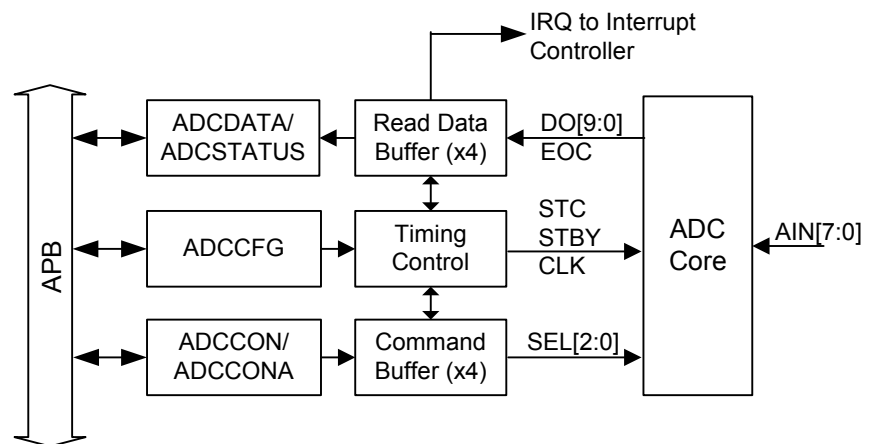 IRQ to Interrupt
Controller
APB
ADCDATA/
ADCSTATUS
Read Data
Buffer (x4)
DO[9:0]
EOC
ADCCFG
Timing
Control
STC
STBY
CLK
ADC
Core
AIN[7:0]
ADCCON/
ADCCONA
Command
Buffer (x4)
SEL[2:0]